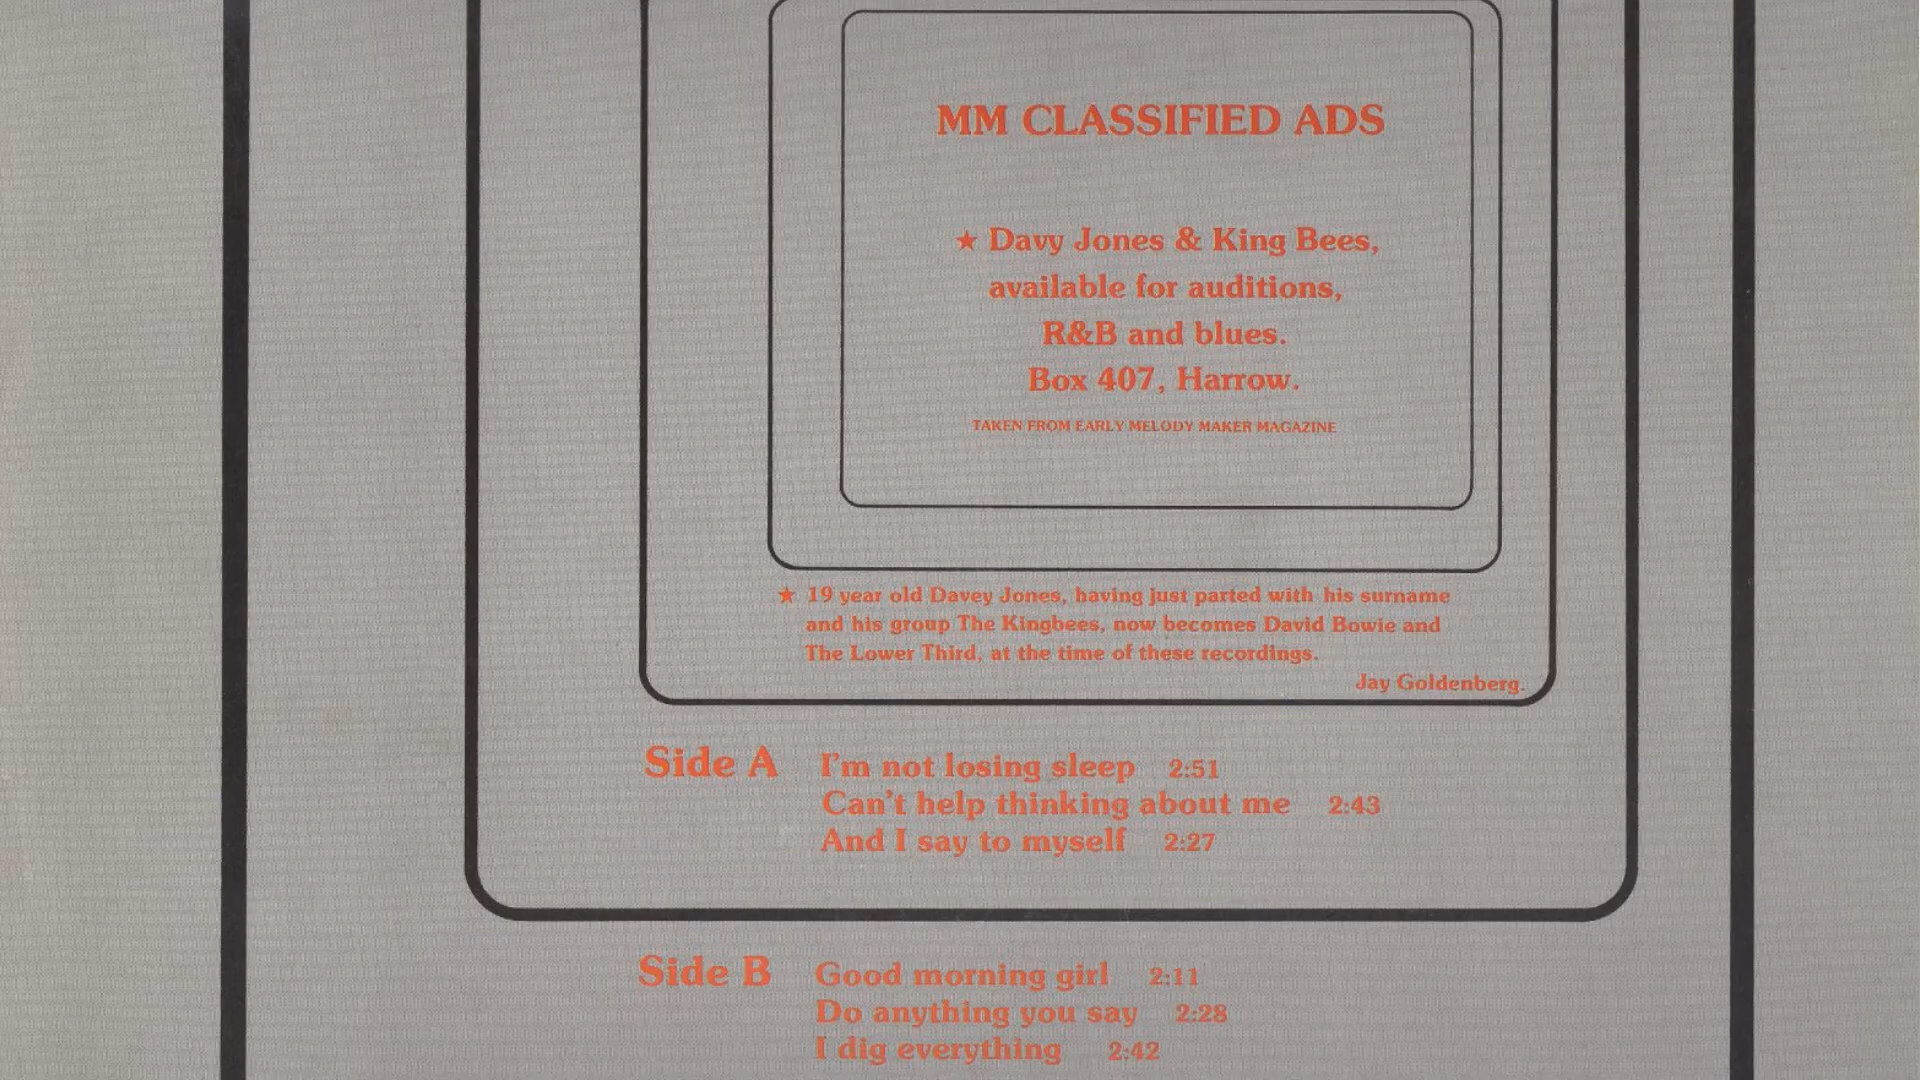 MM CLASSIFIED ADS
★ Davy Jones & King Bees,
available for auditions,
R&B and blues.
Box 407, Harrow.
TAKEN FROM EARLY MELODY MAKER MAGAZINE
★ 19 year old Davey Jones, having just parted with his surname
and his group The Kingbees, now becomes David Bowie and
The Lower Third, at the time of these recordings.
Jay Goldenberg.
Side A I'm not losing sleep 2:51
Can't help thinking about me 2:43
And I say to myself 2:27
Side B Good morning girl 2:11
Do anything you say 2:28
I dig everything 2:42